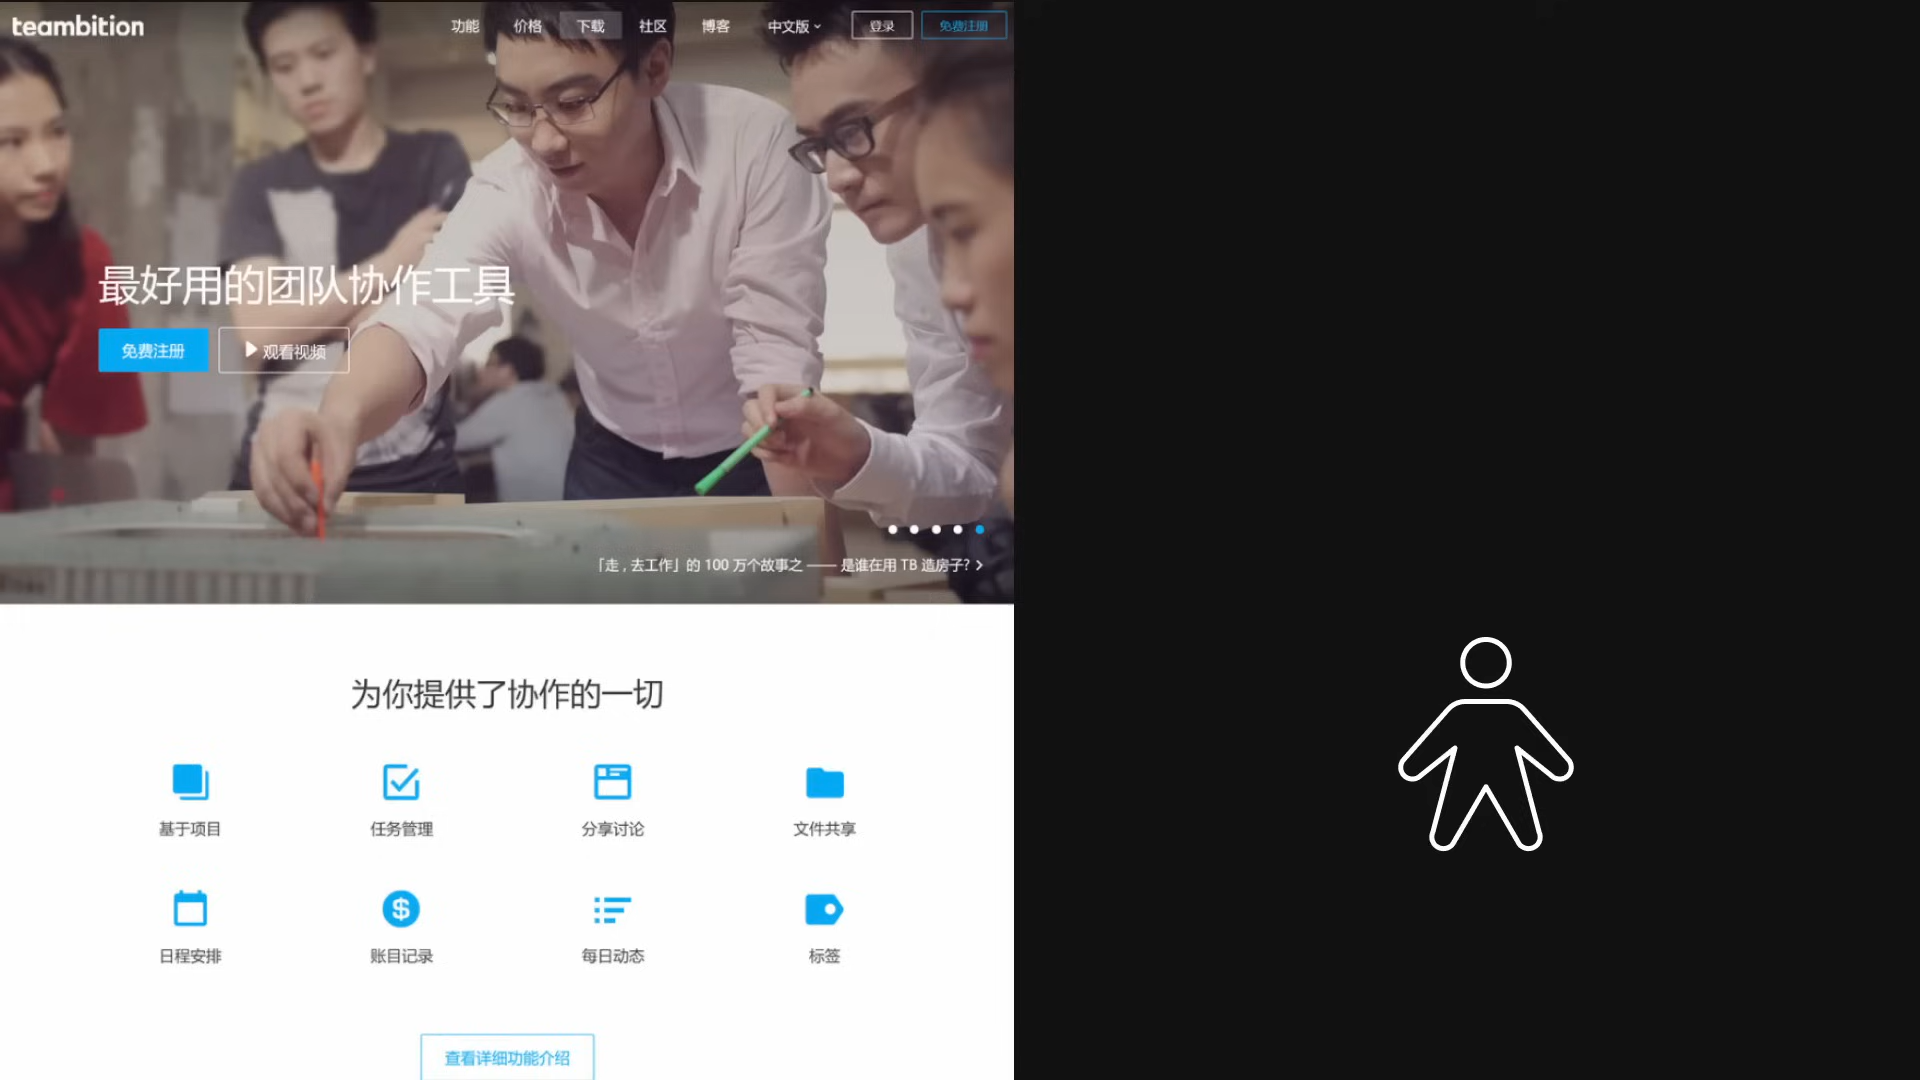 teambition
功能 价格 下载 社区 博客 中文版 登录 免费注册
最好用的团队协作工具
免费注册 观看视频
「走 , 去工作」的 100 万个故事之 —— 是谁在用 TB 造房子?
为你提供了协作的一切
基于项目 任务管理 分享讨论 文件共享
日程安排 账目记录 每日动态 标签
查看详细功能介绍